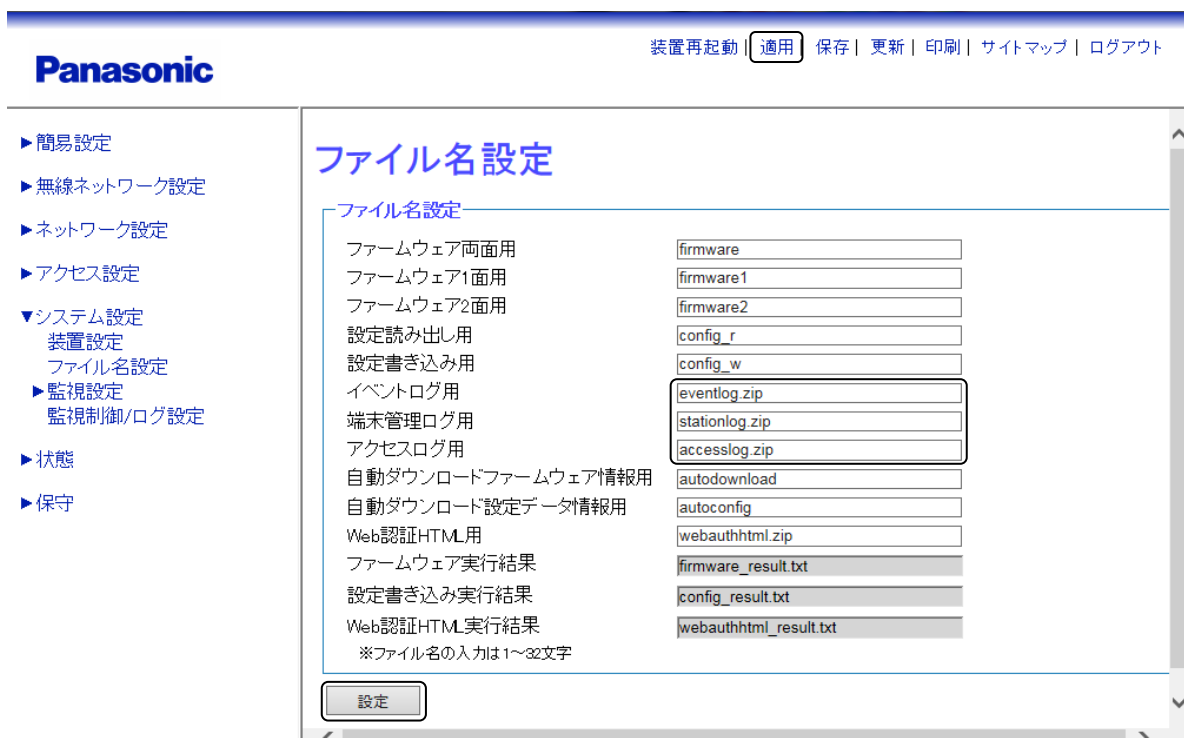 装置再起動 | 適用 | 保存 | 更新 | 印刷 | サイトマップ | ログアウト
Panasonic
▶簡易設定
▶無線ネットワーク設定
▶ネットワーク設定
▶アクセス設定
▼システム設定
装置設定
ファイル名設定
▶監視設定
監視制御/ログ設定
▶状態
▶保守
ファイル名設定
ファイル名設定
ファームウェア両面用 firmware
ファームウェア1面用 firmware1
ファームウェア2面用 firmware2
設定読み出し用 config_r
設定書き込み用 config_w
イベントログ用 eventlog.zip
端末管理ログ用 stationlog.zip
アクセスログ用 accesslog.zip
自動ダウンロードファームウェア情報用 autodownload
自動ダウンロード設定データ情報用 autoconfig
Web認証HTML用 webauthhtml.zip
ファームウェア実行結果 firmware_result.txt
設定書き込み実行結果 config_result.txt
Web認証HTML実行結果 webauthhtml_result.txt
※ファイル名の入力は1～32文字
設定